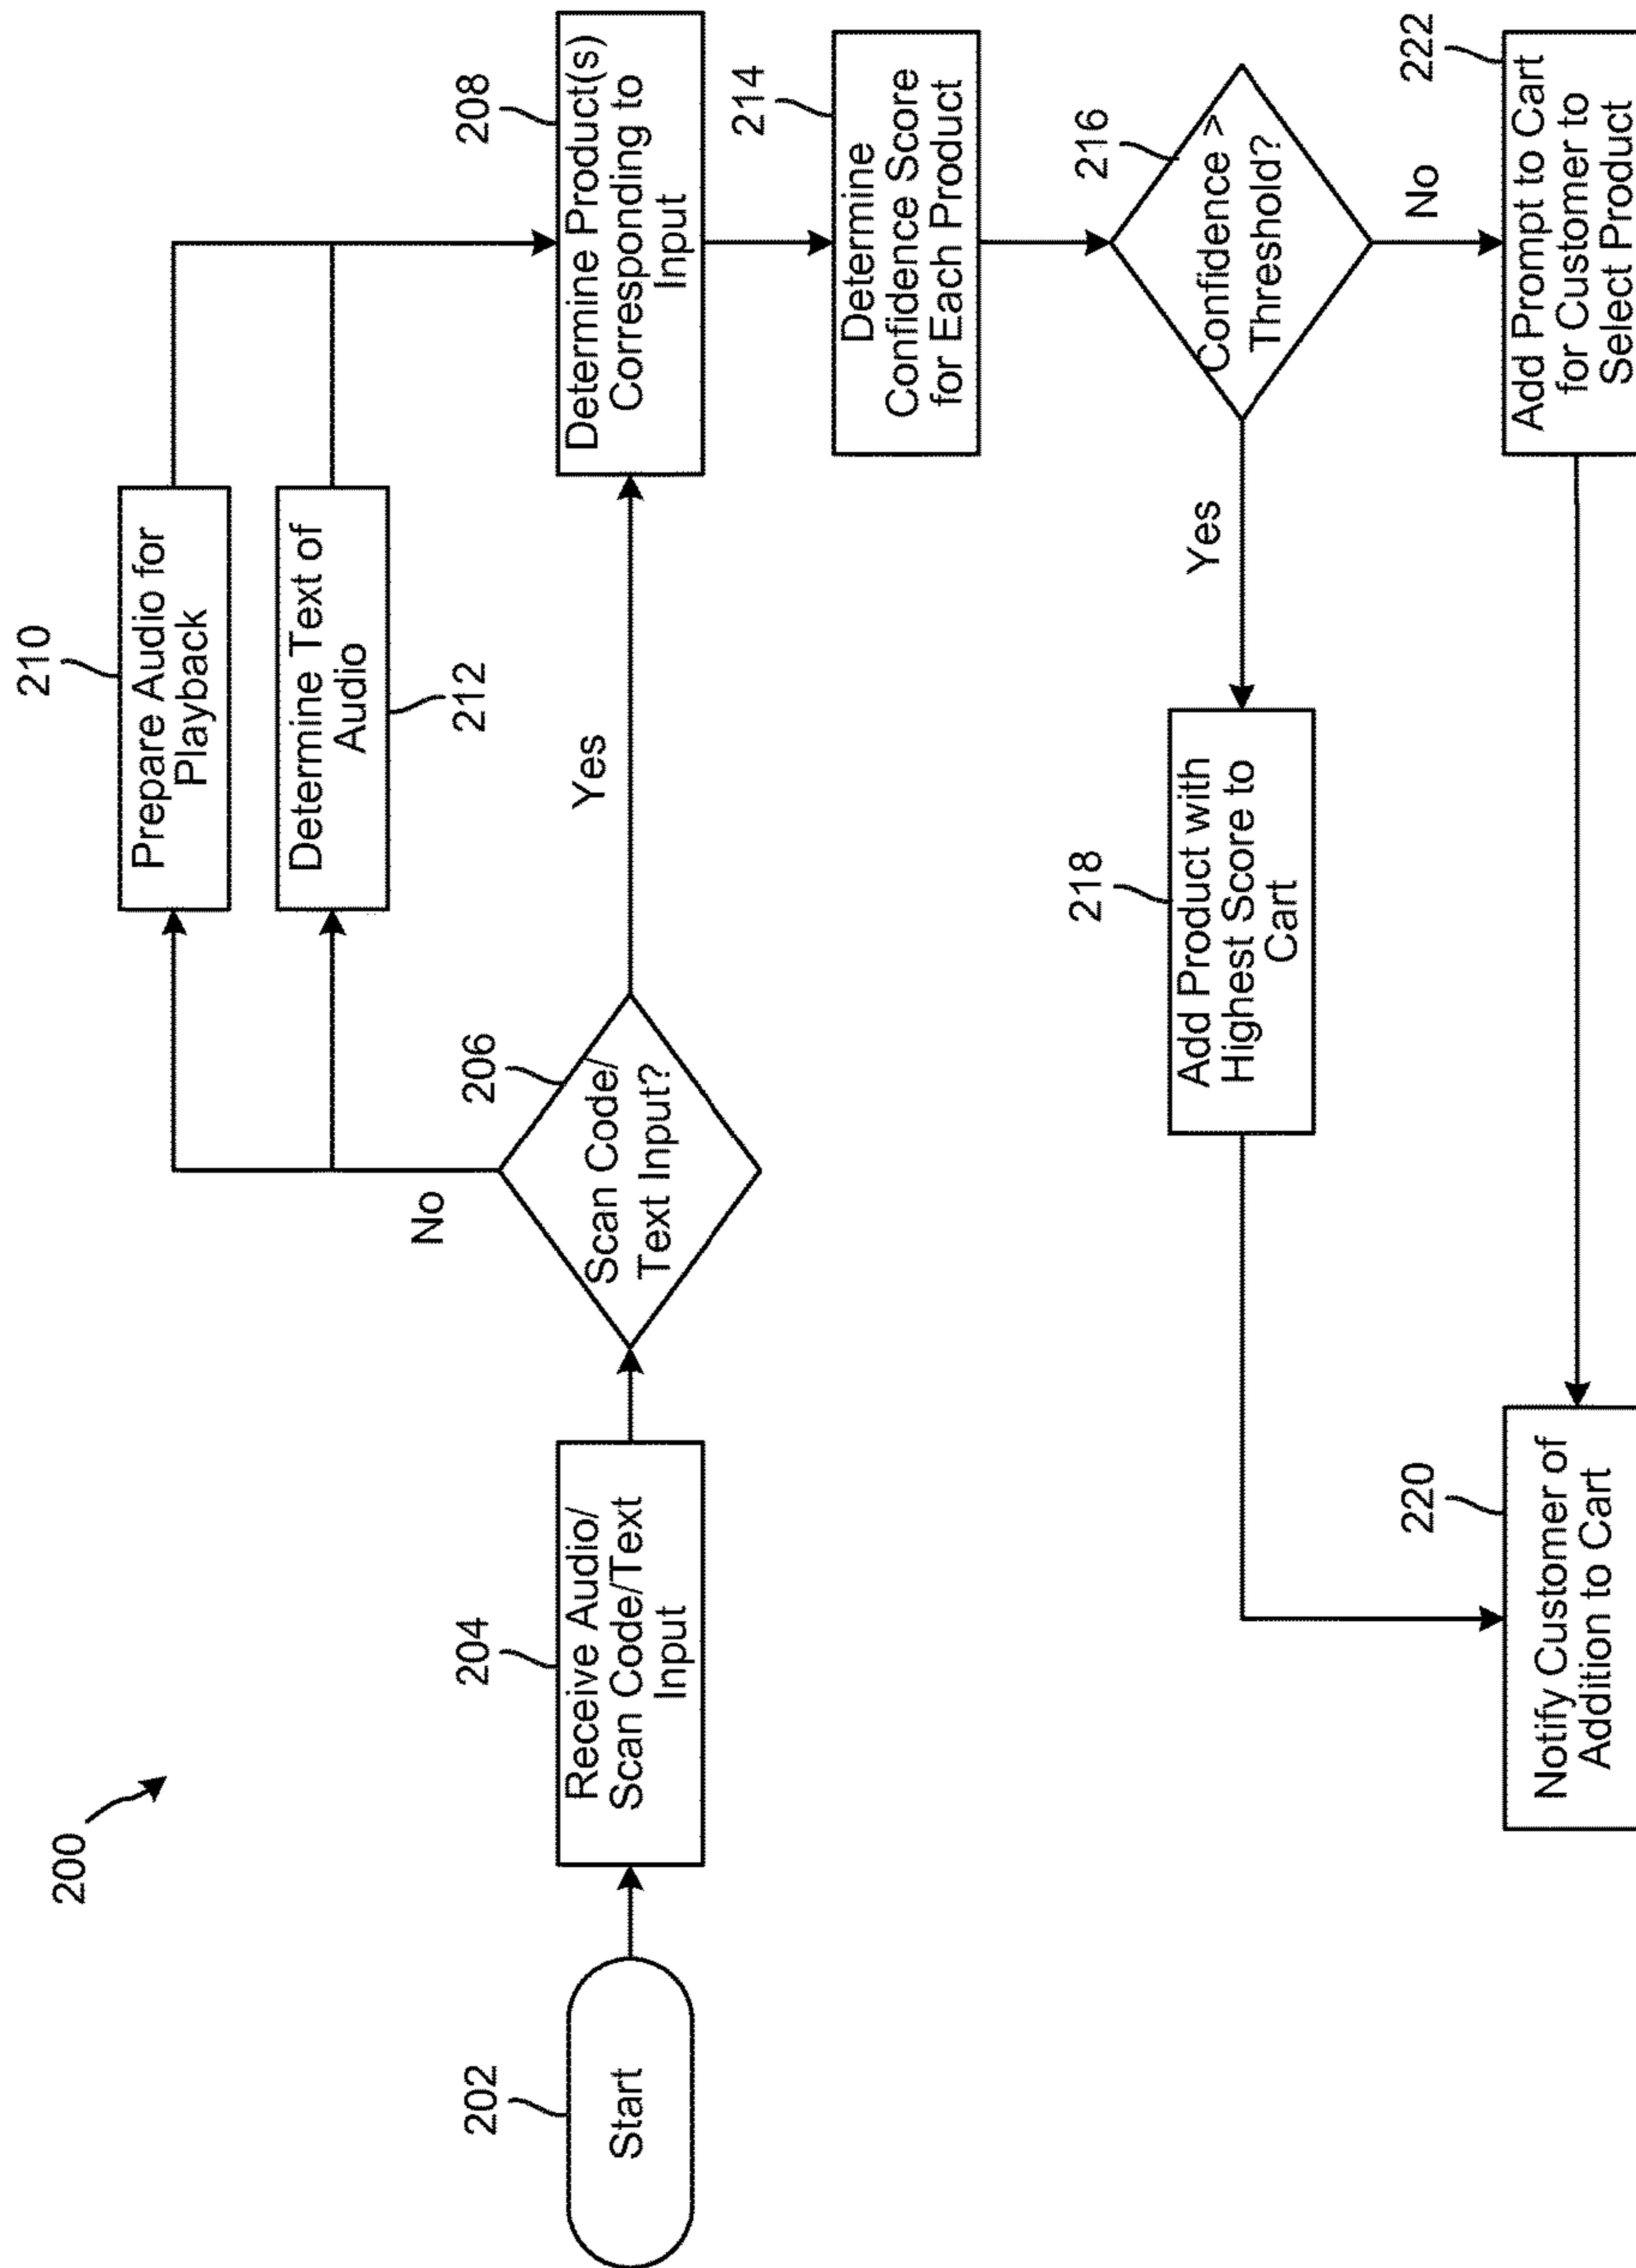 200
202
Start
204
Receive Audio/
Scan Code/Text
Input
206
Scan Code/
Text Input?
No
Yes
210
Prepare Audio for
Playback
Determine Text of
Audio
212
208
Determine Product(s)
Corresponding to
Input
214
Determine
Confidence Score
for Each Product
216
Confidence >
Threshold?
Yes
No
218
Add Product with
Highest Score to
Cart
220
Notify Customer of
Addition to Cart
222
Add Prompt to Cart
for Customer to
Select Product